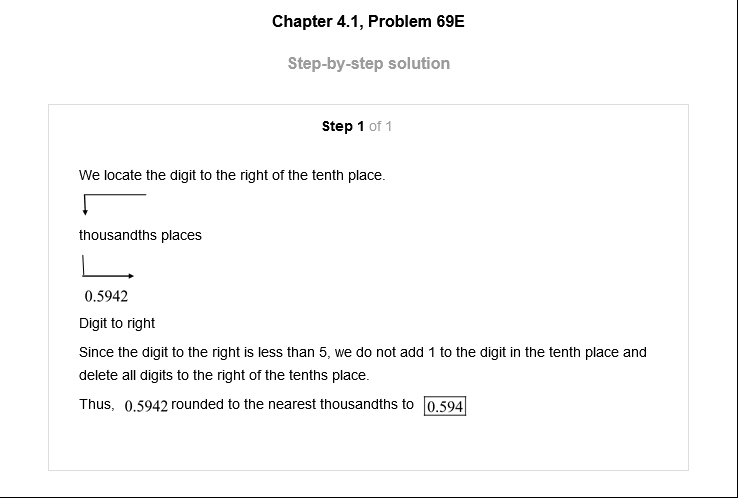 Chapter 4.1, Problem 69E
Step-by-step solution
Step 1 of 1
We locate the digit to the right of the tenth place.
thousandths places
0.5942
Digit to right
Since the digit to the right is less than 5, we do not add 1 to the digit in the tenth place and
delete all digits to the right of the tenths place.
Thus, 0.5942 rounded to the nearest thousandths to 0.594